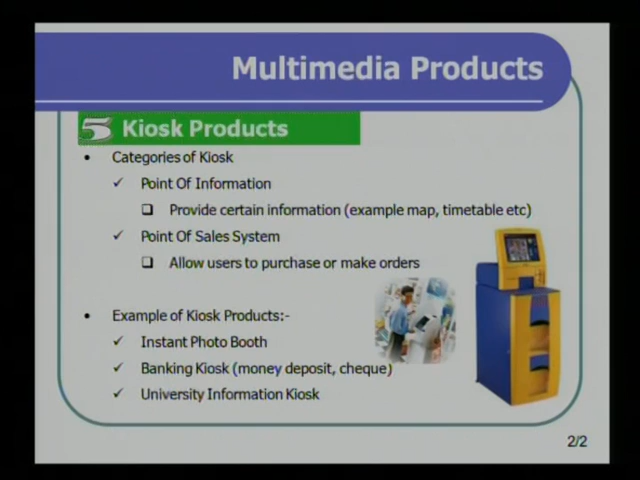 Multimedia Products
5 Kiosk Products
• Categories of Kiosk
✓ Point Of Information
❑ Provide certain information (example map, timetable etc)
✓ Point Of Sales System
❑ Allow users to purchase or make orders
• Example of Kiosk Products:-
✓ Instant Photo Booth
✓ Banking Kiosk (money deposit, cheque)
✓ University Information Kiosk
2/2